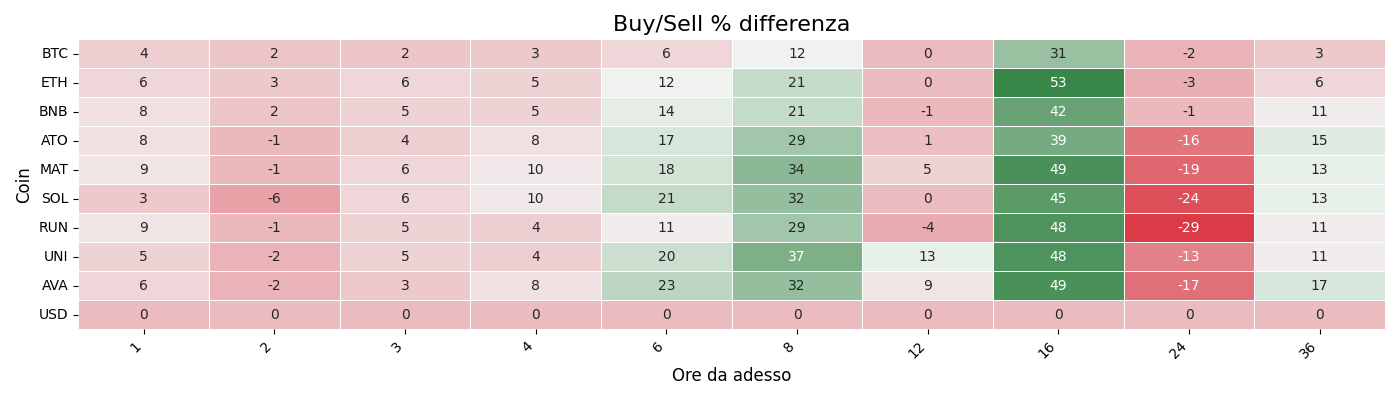 Buy/Sell % differenza
Coin
BTC 4 2 2 3 6 12 0 31 -2 3
ETH 6 3 6 5 12 21 0 53 -3 6
BNB 8 2 5 5 14 21 -1 42 -1 11
ATO 8 -1 4 8 17 29 1 39 -16 15
MAT 9 -1 6 10 18 34 5 49 -19 13
SOL 3 -6 6 10 21 32 0 45 -24 13
RUN 9 -1 5 4 11 29 -4 48 -29 11
UNI 5 -2 5 4 20 37 13 48 -13 11
AVA 6 -2 3 8 23 32 9 49 -17 17
USD 0 0 0 0 0 0 0 0 0 0
1 2 3 4 6 8 12 16 24 36
Ore da adesso